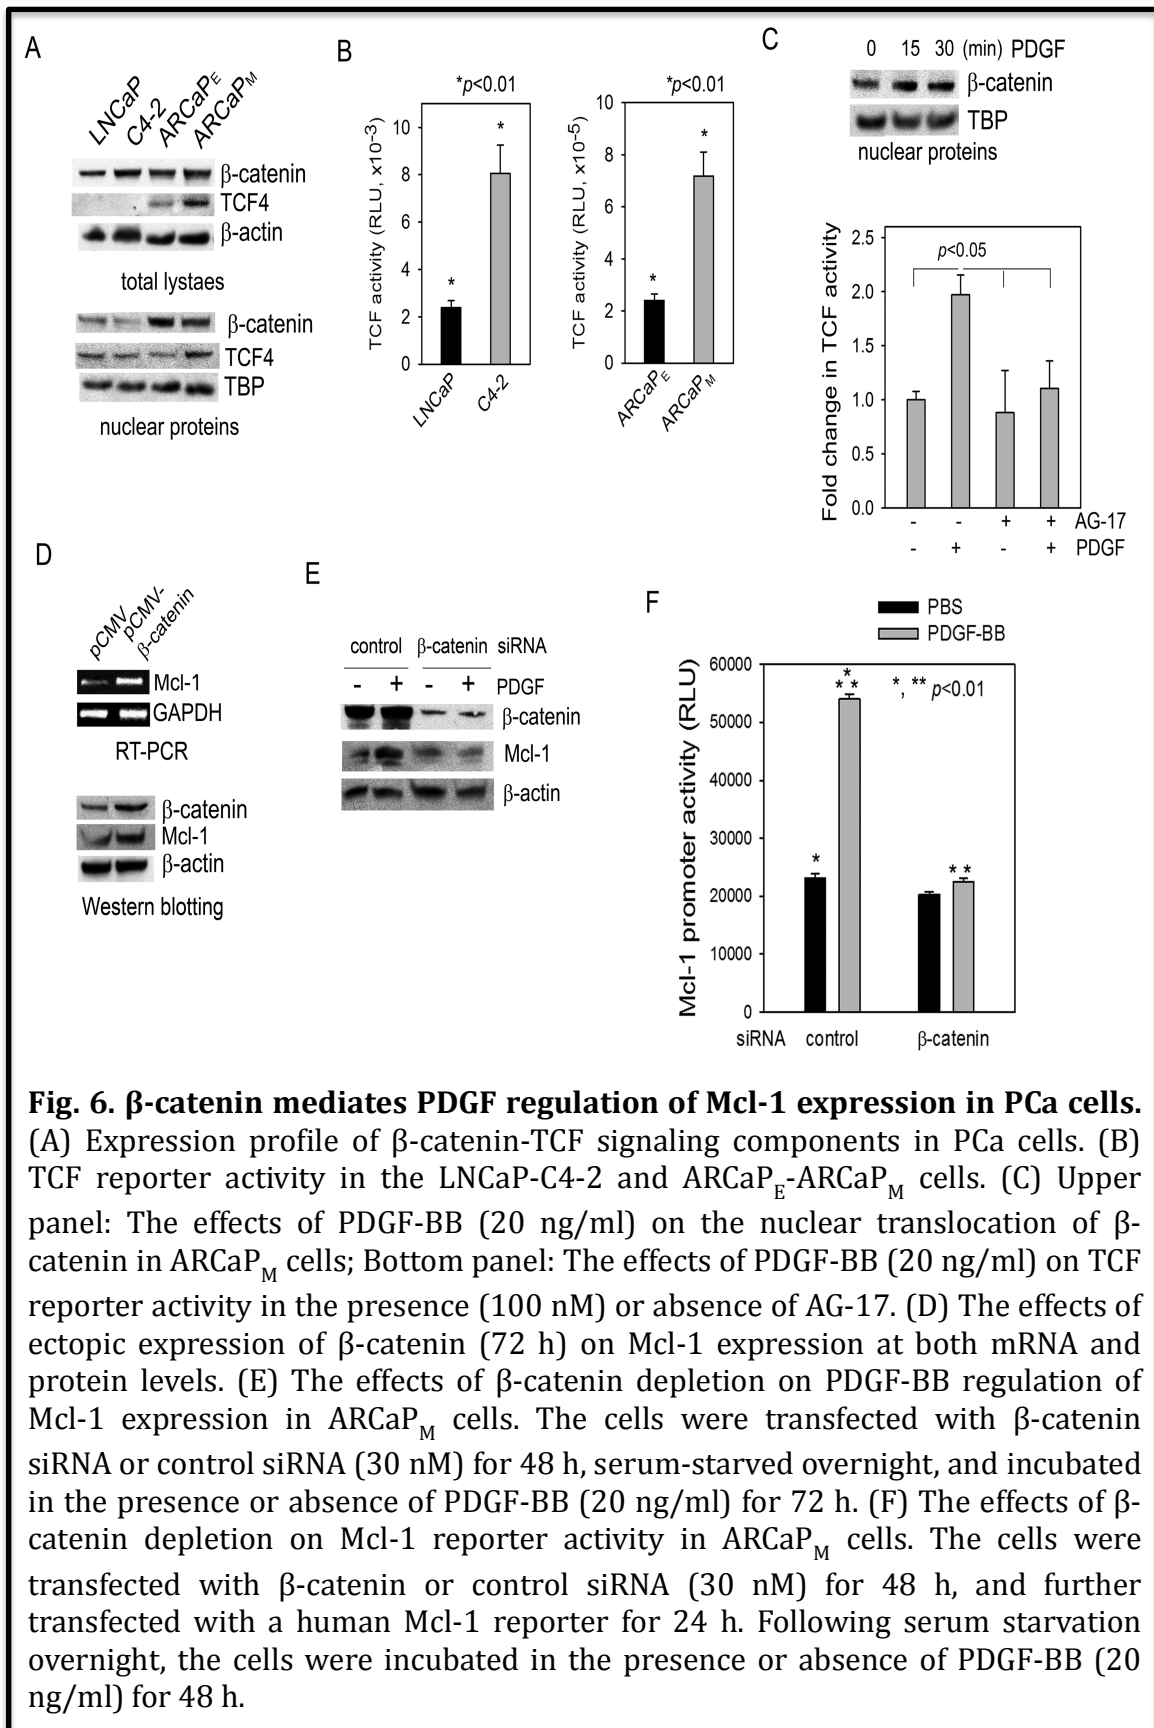 A
LNCaP
C4-2
ARCaPE
ARCaPM
β-catenin
TCF4
β-actin
total lystaes
β-catenin
TCF4
TBP
nuclear proteins
B
*p<0.01
TCF activity (RLU, x10-3)
10
8
6
4
2
0
*
*
LNCaP
C4-2
*p<0.01
TCF activity (RLU, x10-5)
10
8
6
4
2
0
*
*
ARCaPE
ARCaPM
C
0 15 30 (min) PDGF
β-catenin
TBP
nuclear proteins
Fold change in TCF activity
2.5
2.0
1.5
1.0
0.5
0.0
p<0.05
- - + + AG-17
- + - + PDGF
D
pCMV
pCMV-
β-catenin
Mcl-1
GAPDH
RT-PCR
β-catenin
Mcl-1
β-actin
Western blotting
E
control β-catenin siRNA
- + - + PDGF
β-catenin
Mcl-1
β-actin
F
PBS
PDGF-BB
Mcl-1 promoter activity (RLU)
60000
50000
40000
30000
20000
10000
0
*
*
**
**
*, ** p<0.01
siRNA control β-catenin
Fig. 6. β-catenin mediates PDGF regulation of Mcl-1 expression in PCa cells.
(A) Expression profile of β-catenin-TCF signaling components in PCa cells. (B)
TCF reporter activity in the LNCaP-C4-2 and ARCaPE-ARCaPM cells. (C) Upper
panel: The effects of PDGF-BB (20 ng/ml) on the nuclear translocation of β-
catenin in ARCaPM cells; Bottom panel: The effects of PDGF-BB (20 ng/ml) on TCF
reporter activity in the presence (100 nM) or absence of AG-17. (D) The effects of
ectopic expression of β-catenin (72 h) on Mcl-1 expression at both mRNA and
protein levels. (E) The effects of β-catenin depletion on PDGF-BB regulation of
Mcl-1 expression in ARCaPM cells. The cells were transfected with β-catenin
siRNA or control siRNA (30 nM) for 48 h, serum-starved overnight, and incubated
in the presence or absence of PDGF-BB (20 ng/ml) for 72 h. (F) The effects of β-
catenin depletion on Mcl-1 reporter activity in ARCaPM cells. The cells were
transfected with β-catenin or control siRNA (30 nM) for 48 h, and further
transfected with a human Mcl-1 reporter for 24 h. Following serum starvation
overnight, the cells were incubated in the presence or absence of PDGF-BB (20
ng/ml) for 48 h.